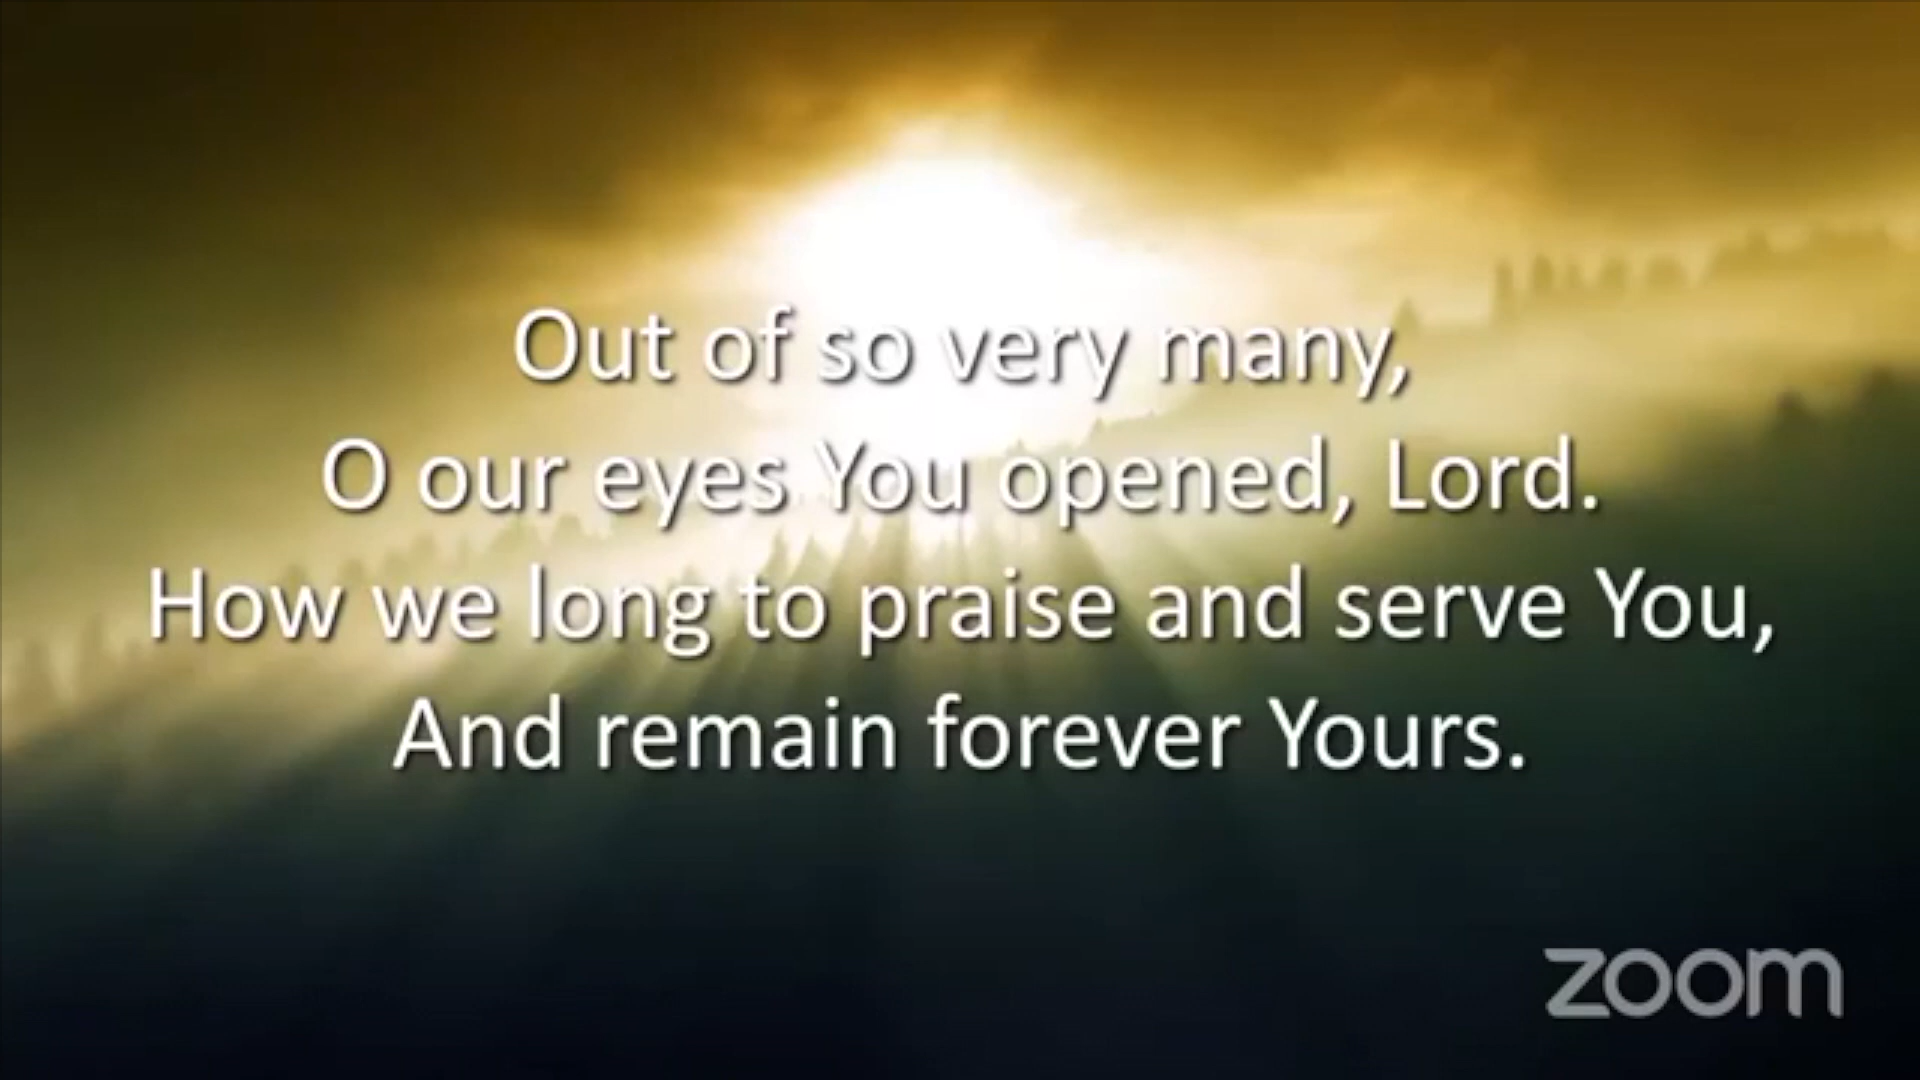 Out of so very many,
O our eyes You opened, Lord.
How we long to praise and serve You,
And remain forever Yours.
zoom